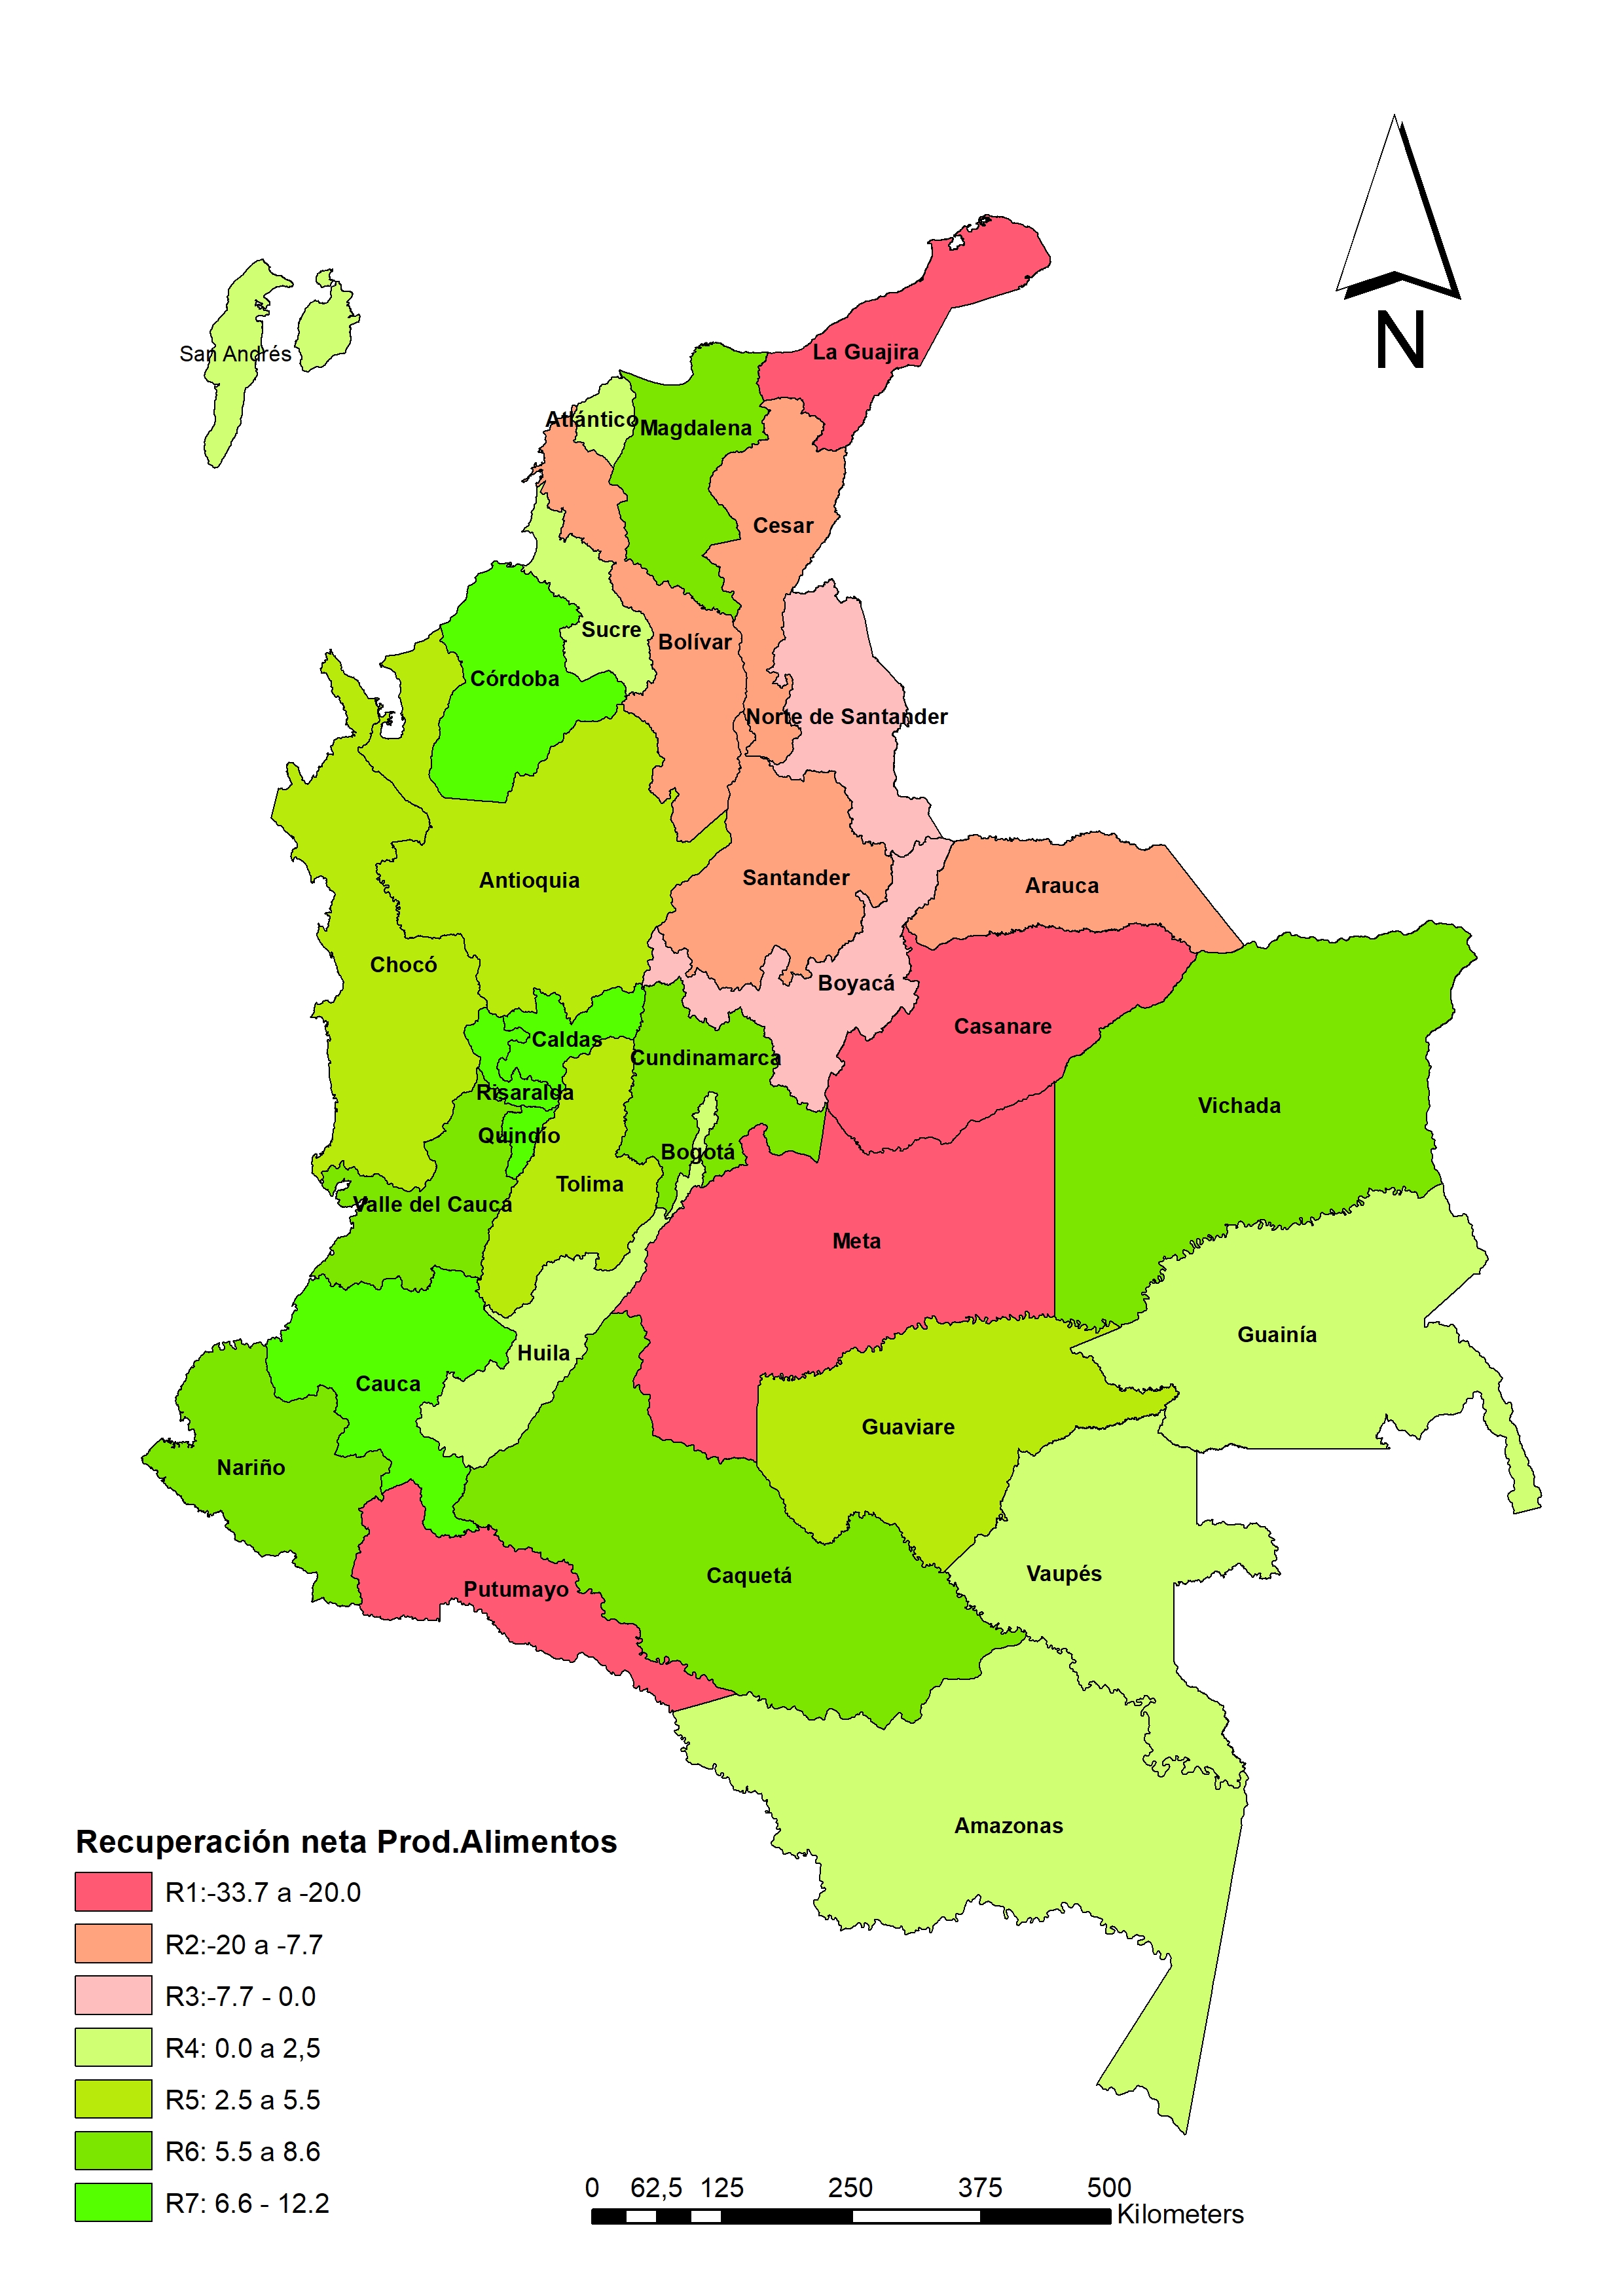 N
San Andrés
La Guajira
Atlántico
Magdalena
Cesar
Sucre
Bolívar
Córdoba
Norte de Santander
Antioquia
Santander
Arauca
Chocó
Boyacá
Casanare
Caldas
Cundinamarca
Risaralda
Vichada
Quindío
Bogotá
Tolima
Valle del Cauca
Meta
Guainía
Huila
Cauca
Guaviare
Nariño
Vaupés
Caquetá
Putumayo
Amazonas
Recuperación neta Prod.Alimentos
R1:-33.7 a -20.0
R2:-20 a -7.7
R3:-7.7 - 0.0
R4: 0.0 a 2,5
R5: 2.5 a 5.5
R6: 5.5 a 8.6
R7: 6.6 - 12.2
0 62,5 125 250 375 500
Kilometers